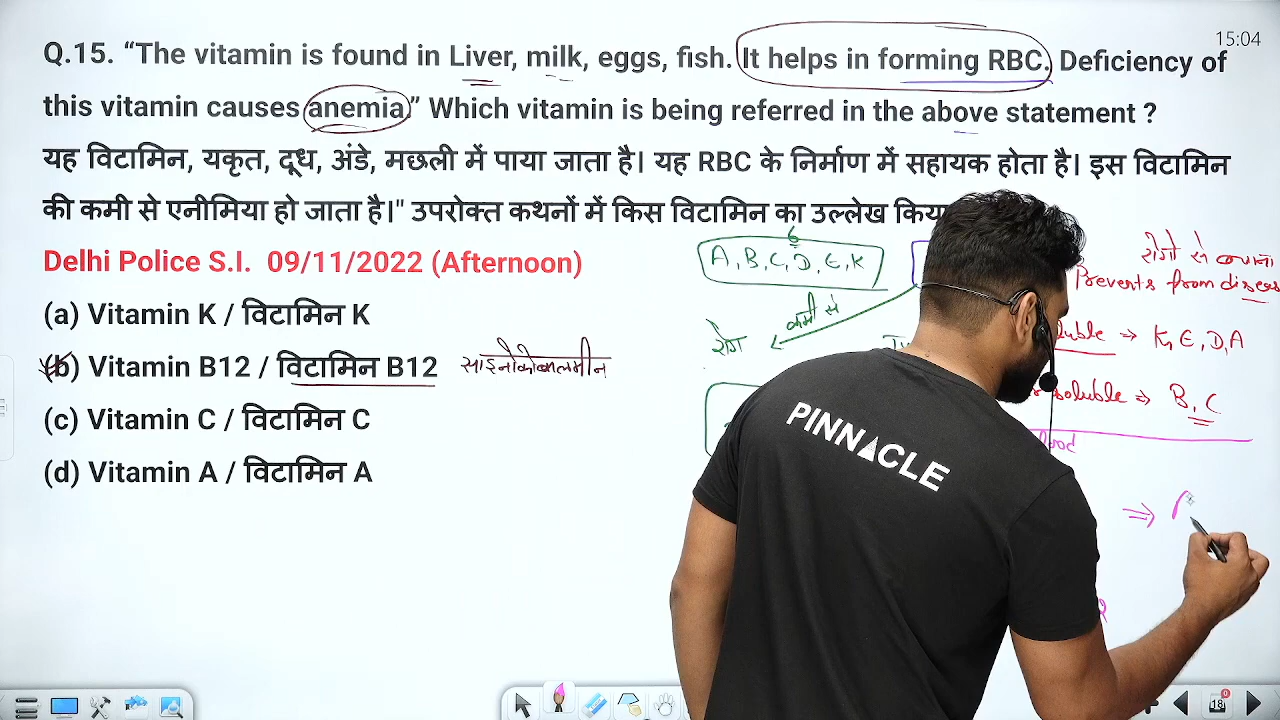 15:04
Q.15. “The vitamin is found in Liver, milk, eggs, fish. It helps in forming RBC. Deficiency of
this vitamin causes anemia.” Which vitamin is being referred in the above statement ?
यह विटामिन, यकृत, दूध, अंडे, मछली में पाया जाता है। यह RBC के निर्माण में सहायक होता है। इस विटामिन
की कमी से एनीमिया हो जाता है।" उपरोक्त कथनों में किस विटामिन का उल्लेख
Delhi Police S.I. 09/11/2022 (Afternoon)
(a) Vitamin K / विटामिन K
(b) Vitamin B12 / विटामिन B12
(c) Vitamin C / विटामिन C
(d) Vitamin A / विटामिन A
6
A, B, C, D, E, K
कमी से
रोग
रोगो से
Prevents from
⇒ K, E, D, A
soluble ⇒ B, C
⇒
PINNACLE
18